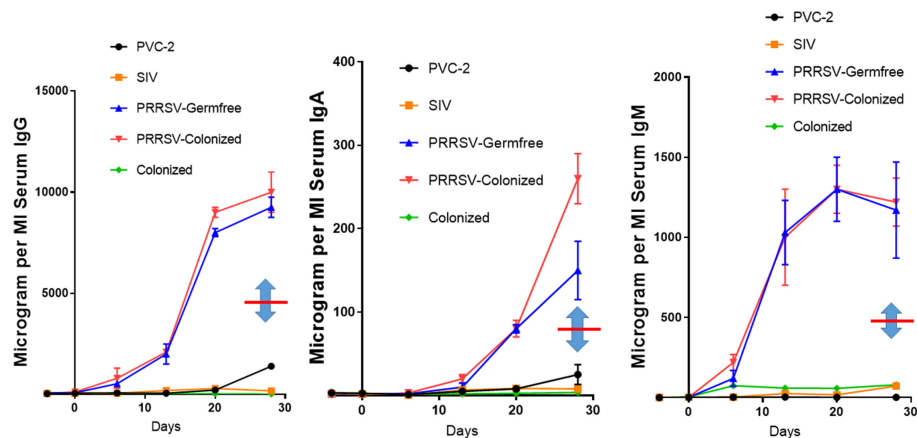 PVC-2
SIV
PRRSV-Germfree
PRRSV-Colonized
Colonized
Microgram per Ml Serum IgG
15000
10000
5000
0
10
20
30
Days
PVC-2
SIV
PRRSV-Germfree
PRRSV-Colonized
Colonized
Microgram per Ml Serum IgA
400
300
200
100
0
10
20
30
Days
PVC-2
SIV
PRRSV-Germfree
PRRSV-Colonized
Colonized
Microgram per Ml Serum IgM
2000
1500
1000
500
0
10
20
30
Days